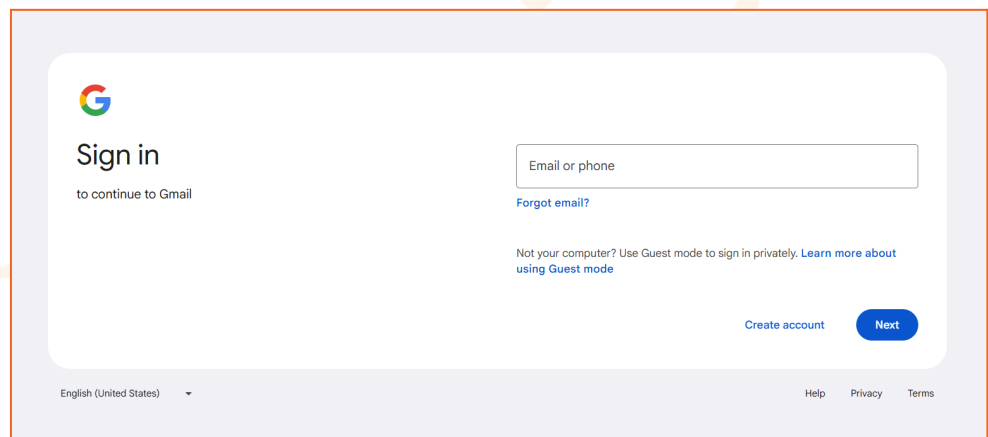 Sign in
to continue to Gmail
Email or phone
Forgot email?
Not your computer? Use Guest mode to sign in privately. Learn more about
using Guest mode
Create account
Next
English (United States)
Help
Privacy
Terms